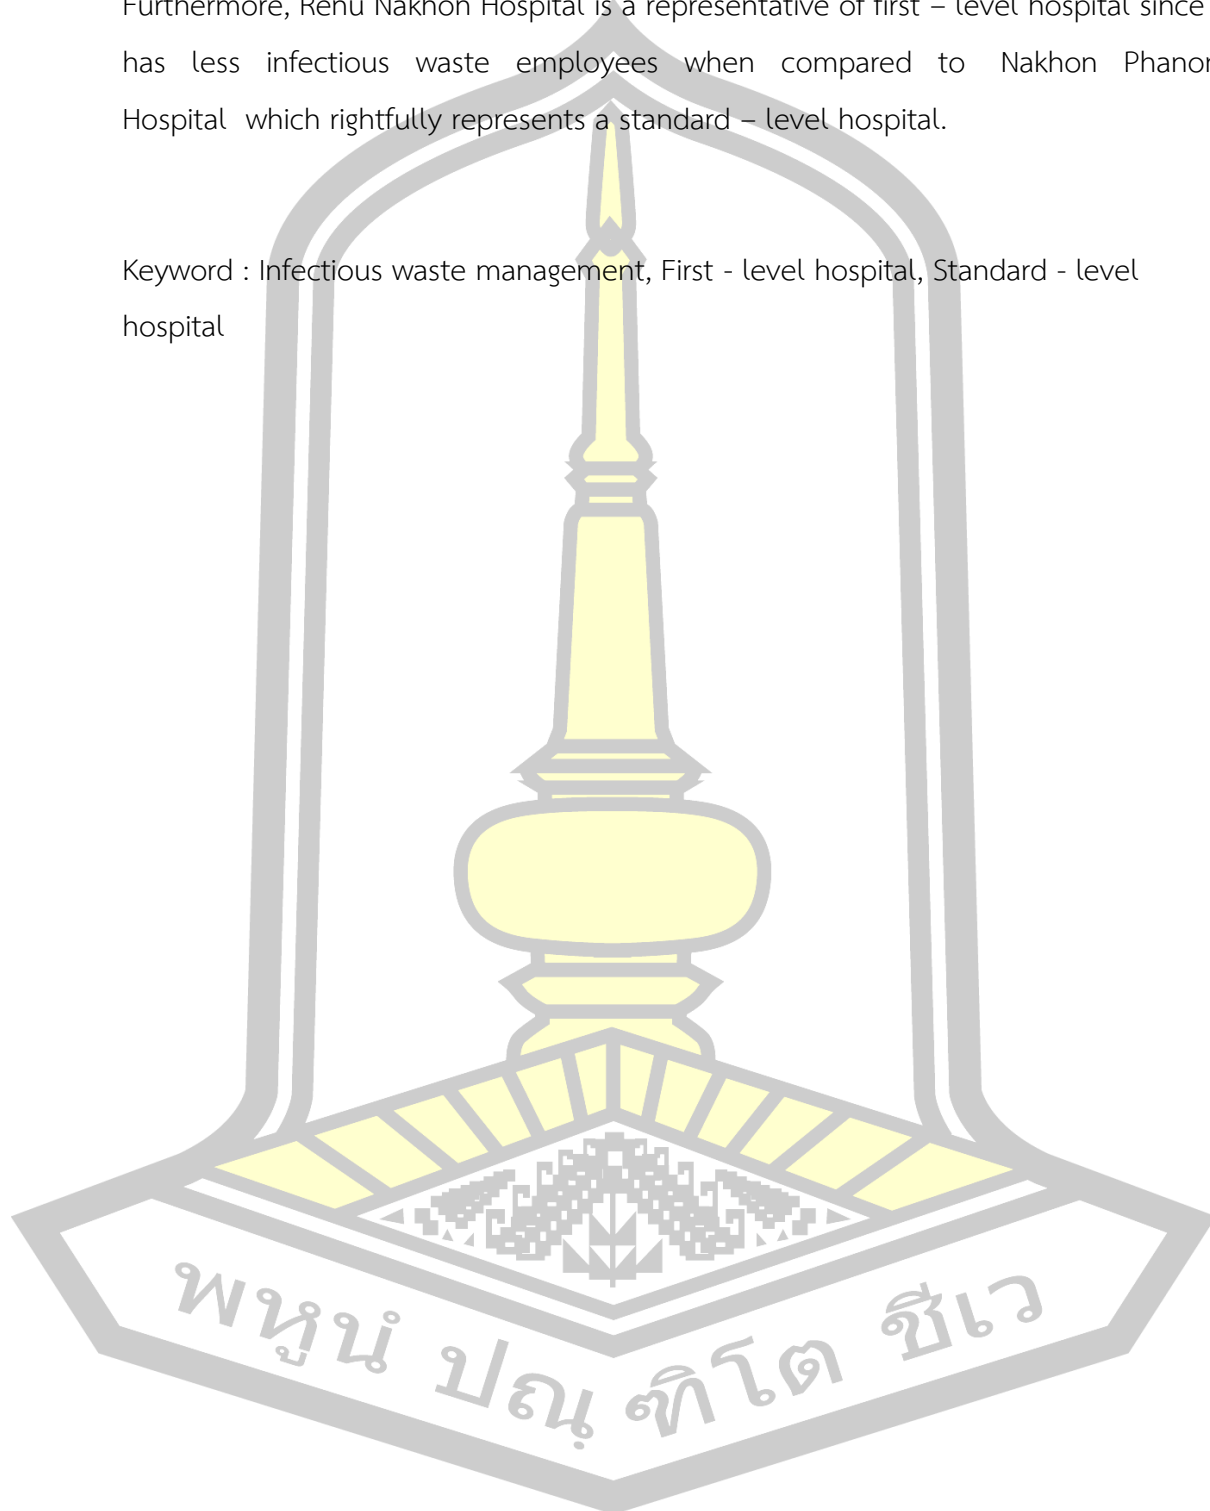 Furthermore, Renu Nakhon Hospital is a representative of first – level hospital since
has less infectious waste employees when compared to Nakhon Phanom
Hospital which rightfully represents a standard – level hospital.
Keyword : Infectious waste management, First - level hospital, Standard - level
hospital
พหูนํ ปณฺฑิโต ชีเว